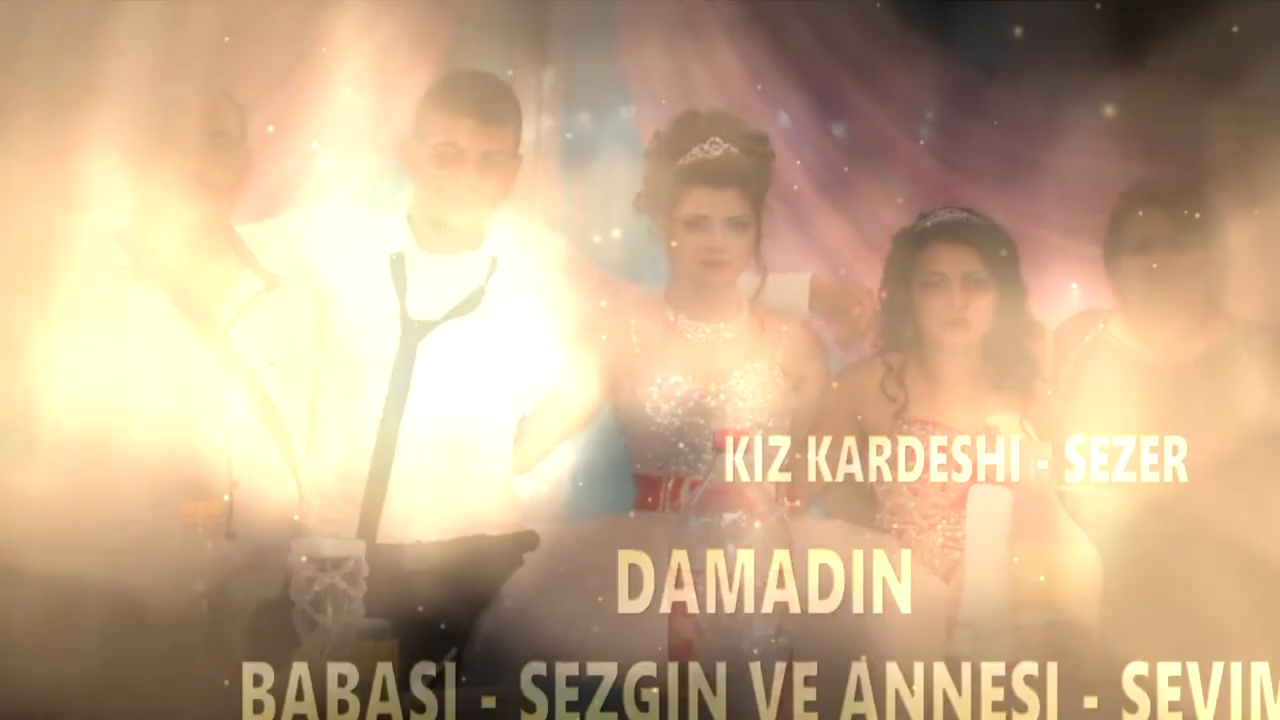 KIZ KARDESHI - SEZER
DAMADIN
BABASI - SEZGIN VE ANNESI - SEVIM